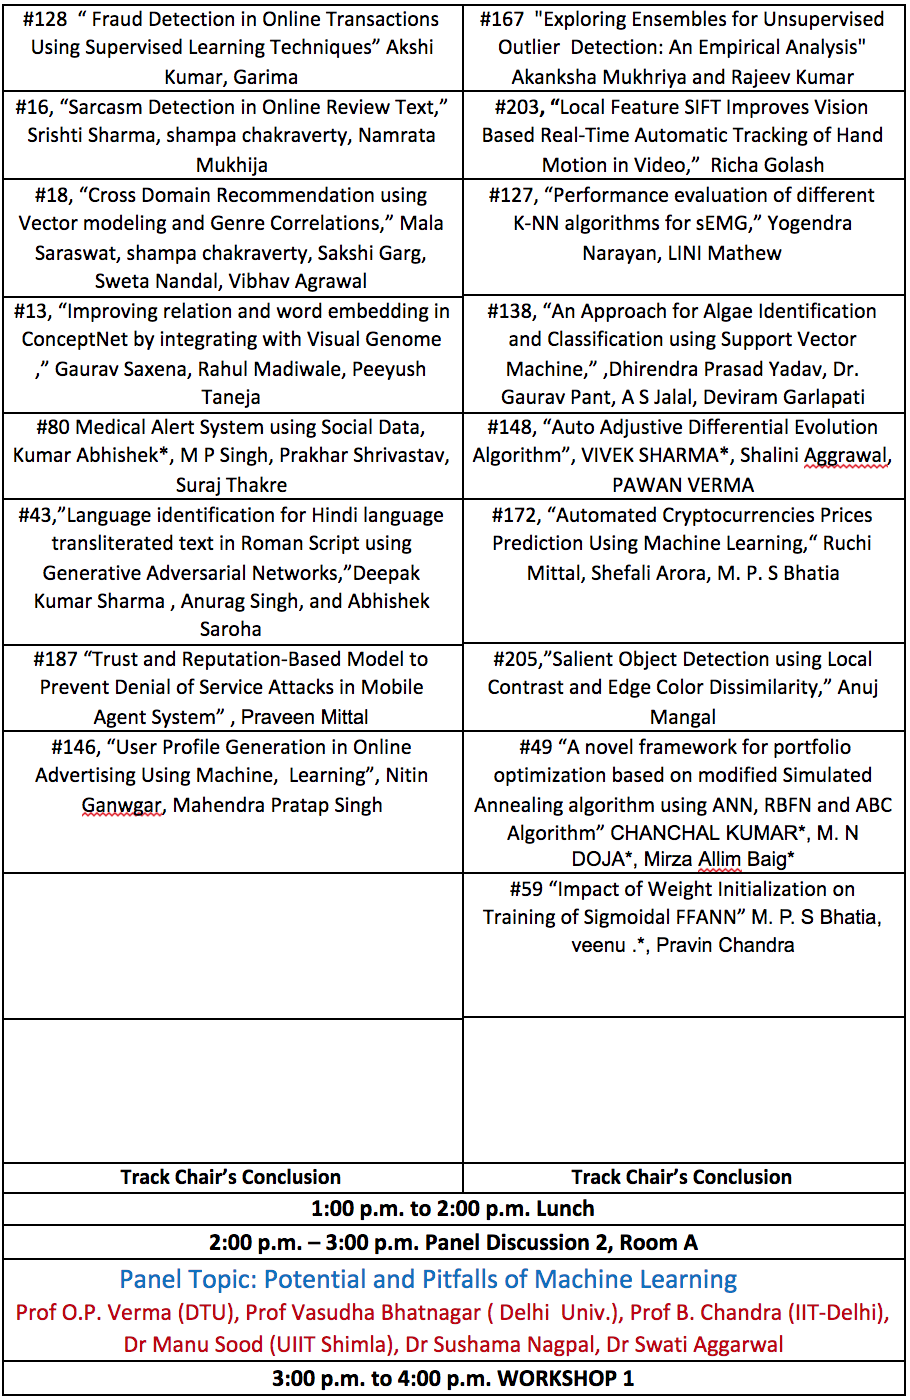 #128 “ Fraud Detection in Online Transactions
Using Supervised Learning Techniques” Akshi
Kumar, Garima
#167 "Exploring Ensembles for Unsupervised
Outlier Detection: An Empirical Analysis"
Akanksha Mukhriya and Rajeev Kumar
#16, “Sarcasm Detection in Online Review Text,”
Srishti Sharma, shampa chakraverty, Namrata
Mukhija
#203, “Local Feature SIFT Improves Vision
Based Real-Time Automatic Tracking of Hand
Motion in Video,” Richa Golash
#18, “Cross Domain Recommendation using
Vector modeling and Genre Correlations,” Mala
Saraswat, shampa chakraverty, Sakshi Garg,
Sweta Nandal, Vibhav Agrawal
#127, “Performance evaluation of different
K-NN algorithms for sEMG,” Yogendra
Narayan, LINI Mathew
#13, “Improving relation and word embedding in
ConceptNet by integrating with Visual Genome
,” Gaurav Saxena, Rahul Madiwale, Peeyush
Taneja
#138, “An Approach for Algae Identification
and Classification using Support Vector
Machine,” ,Dhirendra Prasad Yadav, Dr.
Gaurav Pant, A S Jalal, Deviram Garlapati
#80 Medical Alert System using Social Data,
Kumar Abhishek*, M P Singh, Prakhar Shrivastav,
Suraj Thakre
#148, “Auto Adjustive Differential Evolution
Algorithm”, VIVEK SHARMA*, Shalini Aggrawal,
PAWAN VERMA
#43,”Language identification for Hindi language
transliterated text in Roman Script using
Generative Adversarial Networks,”Deepak
Kumar Sharma , Anurag Singh, and Abhishek
Saroha
#172, “Automated Cryptocurrencies Prices
Prediction Using Machine Learning,“ Ruchi
Mittal, Shefali Arora, M. P. S Bhatia
#187 “Trust and Reputation-Based Model to
Prevent Denial of Service Attacks in Mobile
Agent System” , Praveen Mittal
#205,”Salient Object Detection using Local
Contrast and Edge Color Dissimilarity,” Anuj
Mangal
#146, “User Profile Generation in Online
Advertising Using Machine, Learning”, Nitin
Ganwgar, Mahendra Pratap Singh
#49 “A novel framework for portfolio
optimization based on modified Simulated
Annealing algorithm using ANN, RBFN and ABC
Algorithm” CHANCHAL KUMAR*, M. N
DOJA*, Mirza Allim Baig*
#59 “Impact of Weight Initialization on
Training of Sigmoidal FFANN” M. P. S Bhatia,
veenu .*, Pravin Chandra
Track Chair’s Conclusion
Track Chair’s Conclusion
1:00 p.m. to 2:00 p.m. Lunch
2:00 p.m. – 3:00 p.m. Panel Discussion 2, Room A
Panel Topic: Potential and Pitfalls of Machine Learning
Prof O.P. Verma (DTU), Prof Vasudha Bhatnagar ( Delhi Univ.), Prof B. Chandra (IIT-Delhi),
Dr Manu Sood (UIIT Shimla), Dr Sushama Nagpal, Dr Swati Aggarwal
3:00 p.m. to 4:00 p.m. WORKSHOP 1